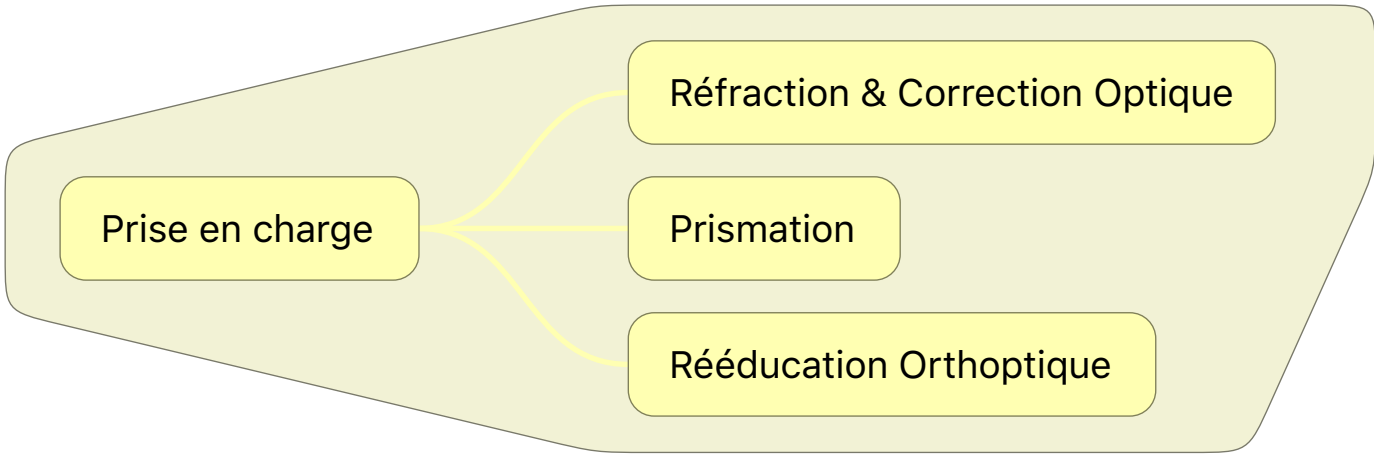 Réfraction & Correction Optique
Prise en charge
Prismation
Rééducation Orthoptique